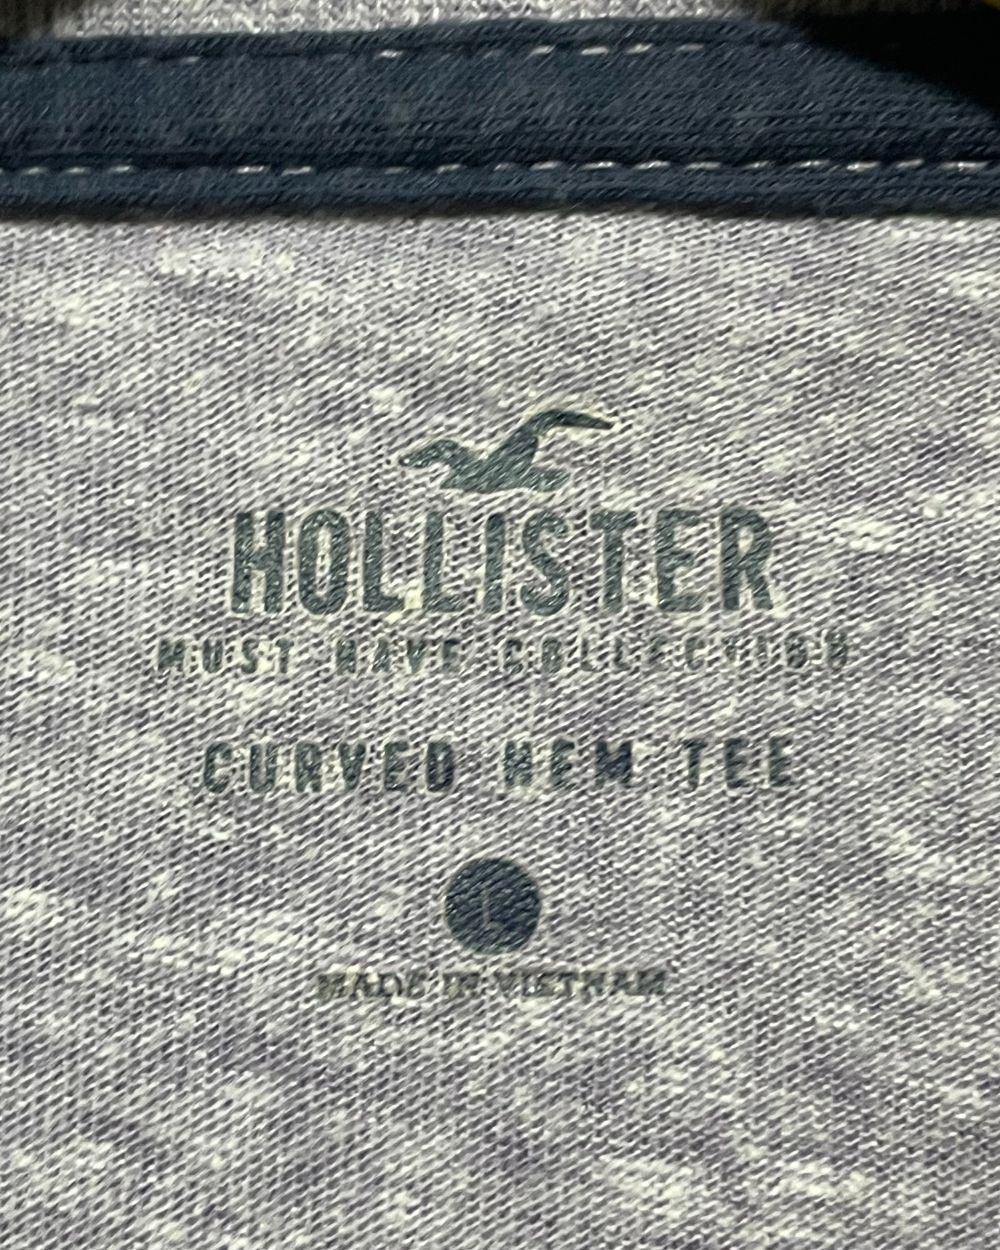 HOLLISTER
MUST HAVE COLLECTION
CURVED HEM TEE
L
MADE IN VIETNAM